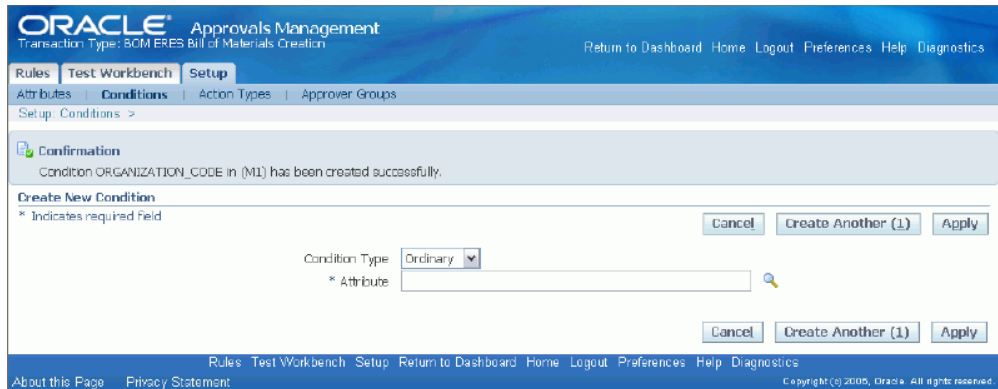 ORACLE® Approvals Management
Transaction Type: BOM ERES Bill of Materials Creation
Return to Dashboard Home Logout Preferences Help Diagnostics
Rules Test Workbench Setup
Attributes | Conditions | Action Types | Approver Groups
Setup: Conditions >
Confirmation
Condition ORGANIZATION_CODE in (M1) has been created successfully.
Create New Condition
* Indicates required field
Cancel Create Another (1) Apply
Condition Type Ordinary
* Attribute
Cancel Create Another (1) Apply
Rules Test Workbench Setup Return to Dashboard Home Logout Preferences Help Diagnostics
About this Page Privacy Statement Copyright (c) 2005, Oracle. All rights reserved.